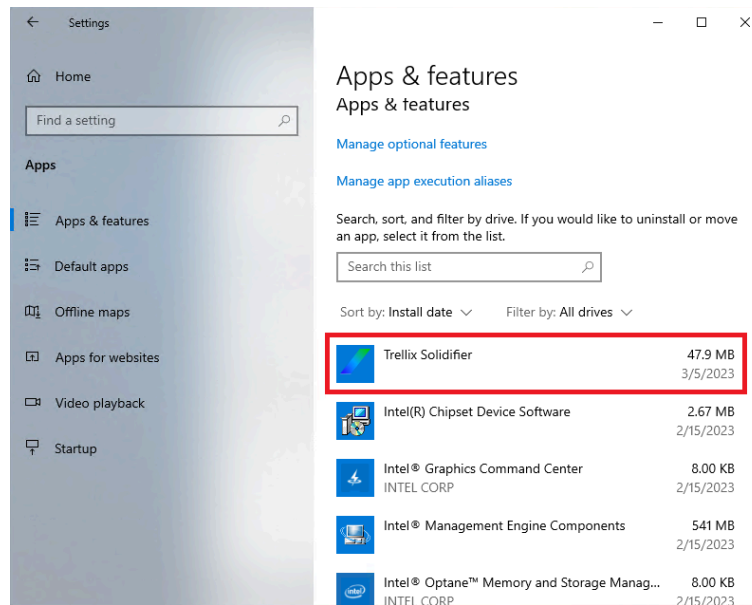 Settings
Home
Find a setting
Apps
Apps & features
Default apps
Offline maps
Apps for websites
Video playback
Startup
Apps & features
Apps & features
Manage optional features
Manage app execution aliases
Search, sort, and filter by drive. If you would like to uninstall or move
an app, select it from the list.
Search this list
Sort by: Install date Filter by: All drives
Trellix Solidifier 47.9 MB
3/5/2023
Intel(R) Chipset Device Software 2.67 MB
2/15/2023
Intel® Graphics Command Center 8.00 KB
INTEL CORP 2/15/2023
Intel® Management Engine Components 541 MB
2/15/2023
Intel® Optane™ Memory and Storage Manag... 8.00 KB
INTEL CORP 2/15/2023
intel